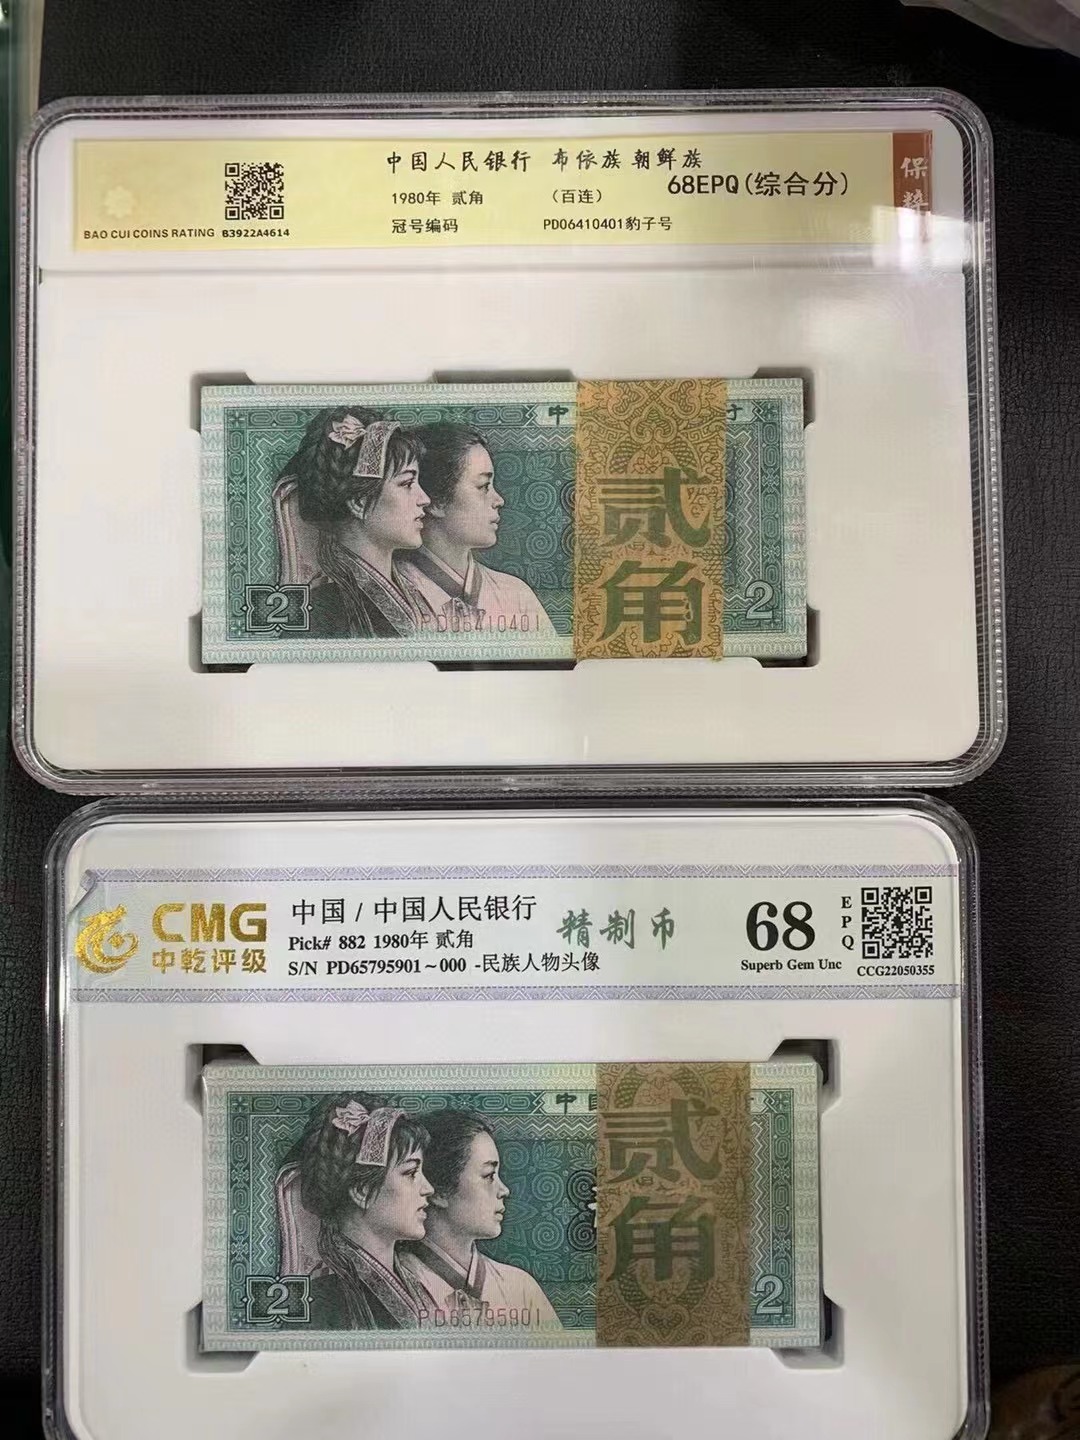 中国人民银行 布依族 朝鲜族
1980年 贰角 (百连) 68EPQ(综合分)
冠号编码 PD06410401豹子号
BAO CUI COINS RATING B3922A4614
保粹
中
贰角
2
PD06410401
2
CMG
中乾评级
中国 / 中国人民银行
Pick# 882 1980年 贰角
S/N PD65795901~000 -民族人物头像
精制币
68
EPQ
Superb Gem Unc
CCG22050355
中国
贰角
2
PD65795901
2